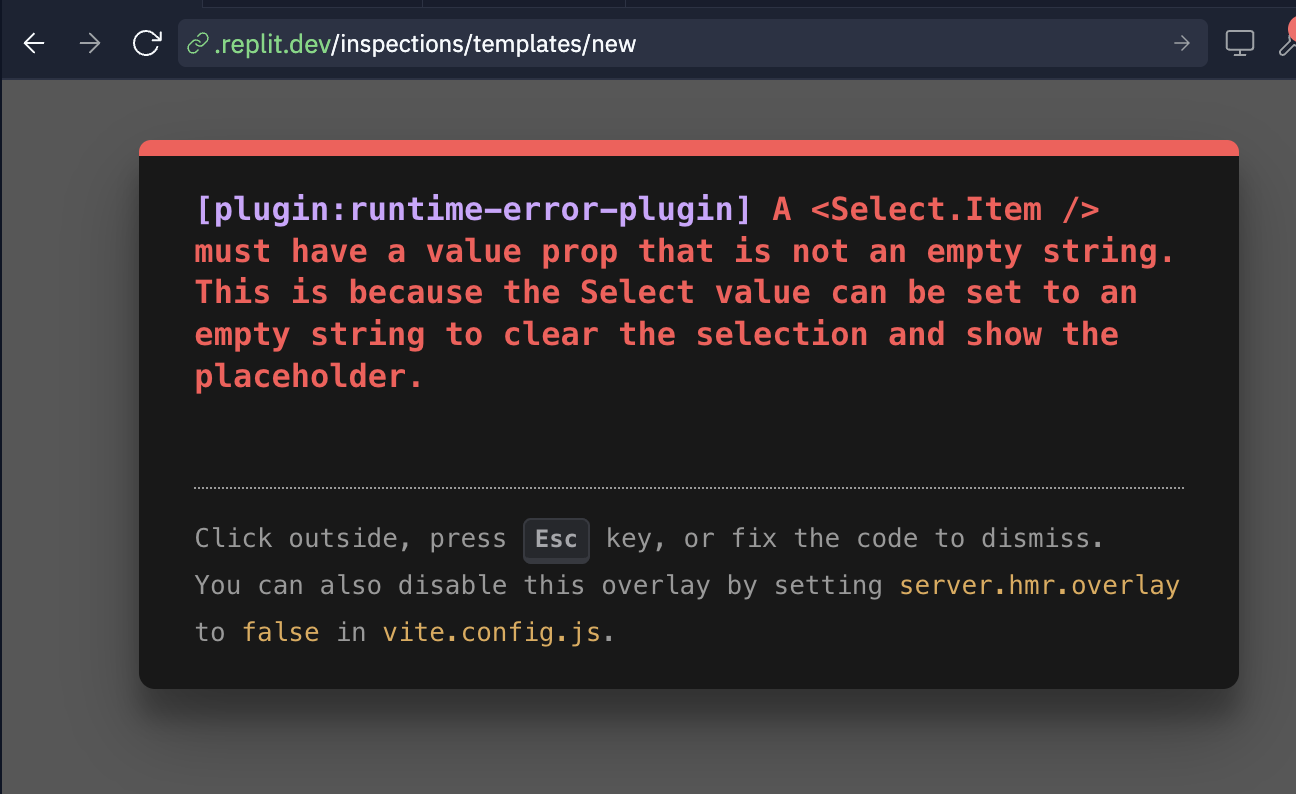 .replit.dev/inspections/templates/new
[plugin:runtime-error-plugin] A <Select.Item />
must have a value prop that is not an empty string.
This is because the Select value can be set to an
empty string to clear the selection and show the
placeholder.
Click outside, press Esc key, or fix the code to dismiss.
You can also disable this overlay by setting server.hmr.overlay
to false in vite.config.js.